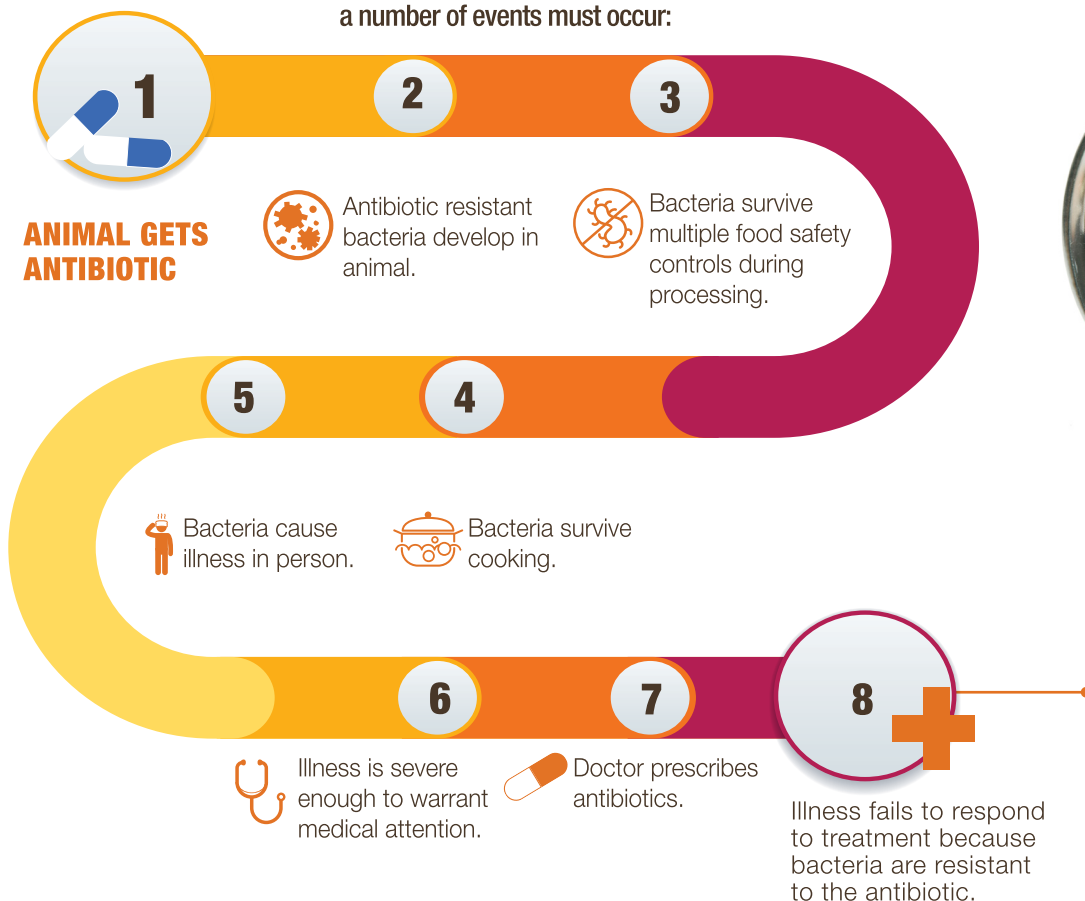 a number of events must occur:
1
2
3
ANIMAL GETS
ANTIBIOTIC
Antibiotic resistant
bacteria develop in
animal.
Bacteria survive
multiple food safety
controls during
processing.
5
4
Bacteria cause
illness in person.
Bacteria survive
cooking.
6
7
8
Illness is severe
enough to warrant
medical attention.
Doctor prescribes
antibiotics.
Illness fails to respond
to treatment because
bacteria are resistant
to the antibiotic.